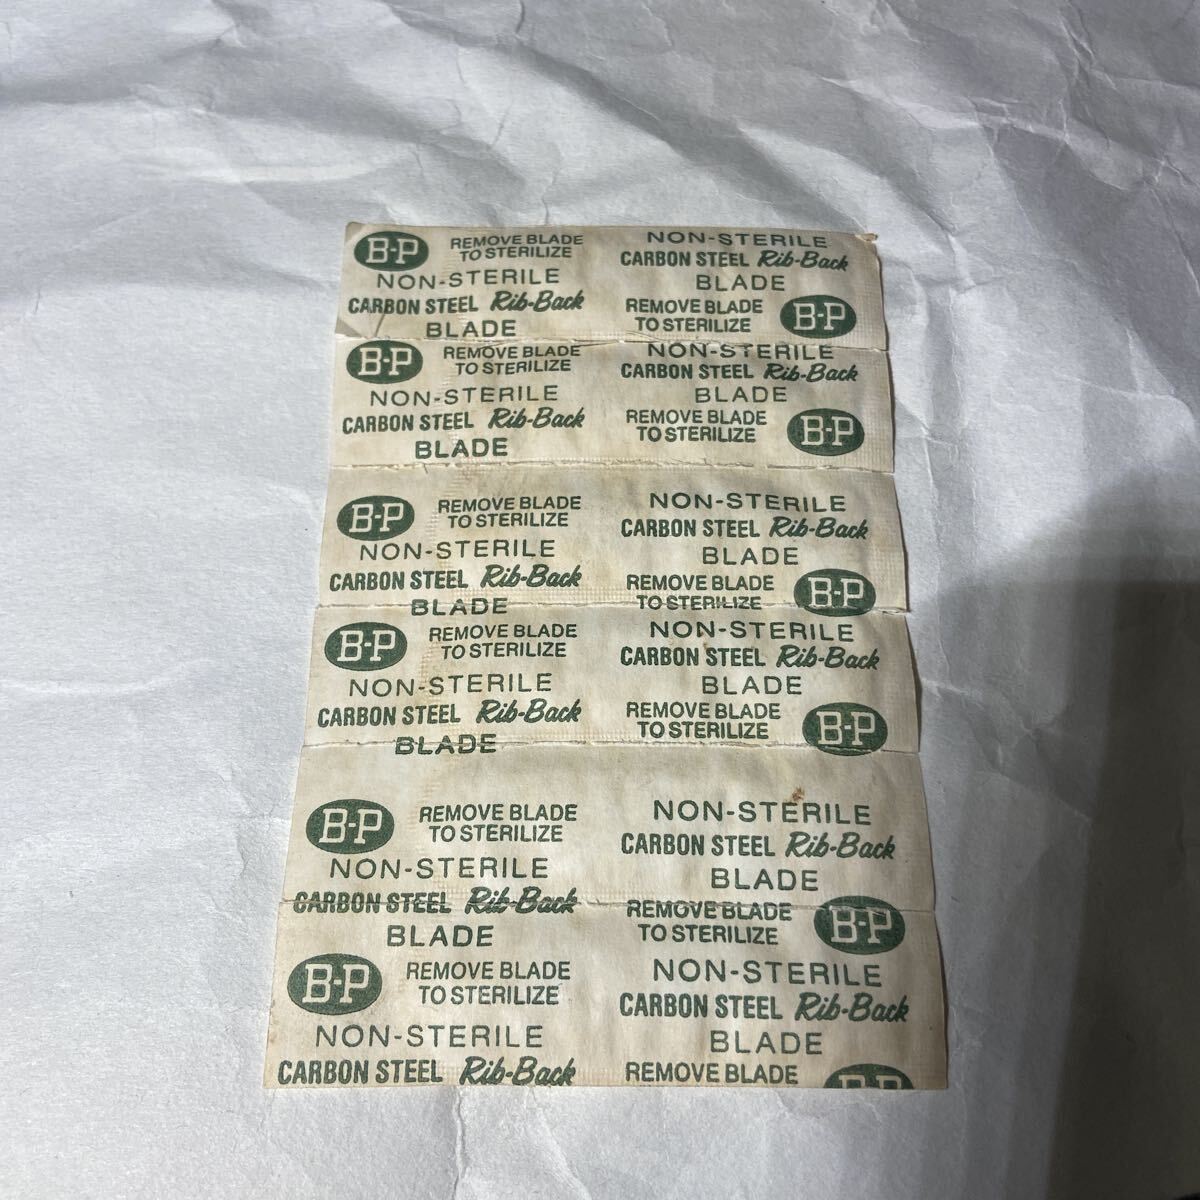 B-P REMOVE BLADE
TO STERILIZE
NON-STERILE
CARBON STEEL Rib-Back
BLADE
NON-STERILE
CARBON STEEL Rib-Back
BLADE
REMOVE BLADE
TO STERILIZE B-P
B-P REMOVE BLADE
TO STERILIZE
NON-STERILE
CARBON STEEL Rib-Back
BLADE
NON-STERILE
CARBON STEEL Rib-Back
BLADE
REMOVE BLADE
TO STERILIZE B-P
B-P REMOVE BLADE
TO STERILIZE
NON-STERILE
CARBON STEEL Rib-Back
BLADE
NON-STERILE
CARBON STEEL Rib-Back
BLADE
REMOVE BLADE
TO STERILIZE B-P
B-P REMOVE BLADE
TO STERILIZE
NON-STERILE
CARBON STEEL Rib-Back
BLADE
NON-STERILE
CARBON STEEL Rib-Back
BLADE
REMOVE BLADE
TO STERILIZE B-P
B-P REMOVE BLADE
TO STERILIZE
NON-STERILE
CARBON STEEL Rib-Back
BLADE
NON-STERILE
CARBON STEEL Rib-Back
BLADE
REMOVE BLADE
TO STERILIZE B-P
B-P REMOVE BLADE
TO STERILIZE
NON-STERILE
CARBON STEEL Rib-Back
NON-STERILE
CARBON STEEL Rib-Back
BLADE
REMOVE BLADE B-P